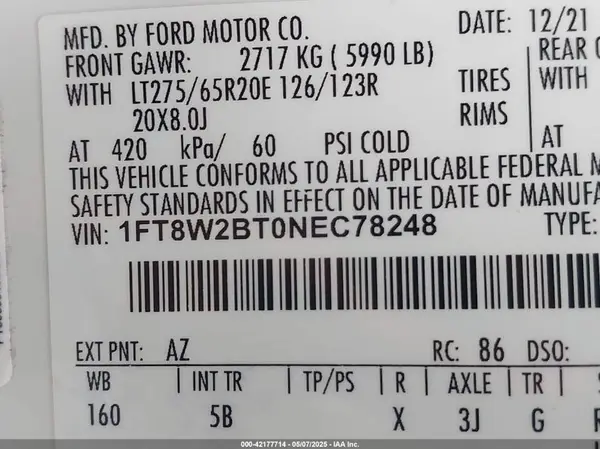 MFD. BY FORD MOTOR CO. DATE: 12/21
FRONT GAWR: 2717 KG ( 5990 LB) REAR
WITH LT275/65R20E 126/123R TIRES WITH
20X8.0J RIMS
AT 420 kPa/ 60 PSI COLD AT
THIS VEHICLE CONFORMS TO ALL APPLICABLE FEDERAL M
SAFETY STANDARDS IN EFFECT ON THE DATE OF MANUFA
VIN: 1FT8W2BT0NEC78248 TYPE:
EXT PNT: AZ RC: 86 DSO:
WB | INT TR | TP/PS | R | AXLE | TR |
160 5B X 3J G
000-42177714 - 05/07/2025 - IAA Inc.